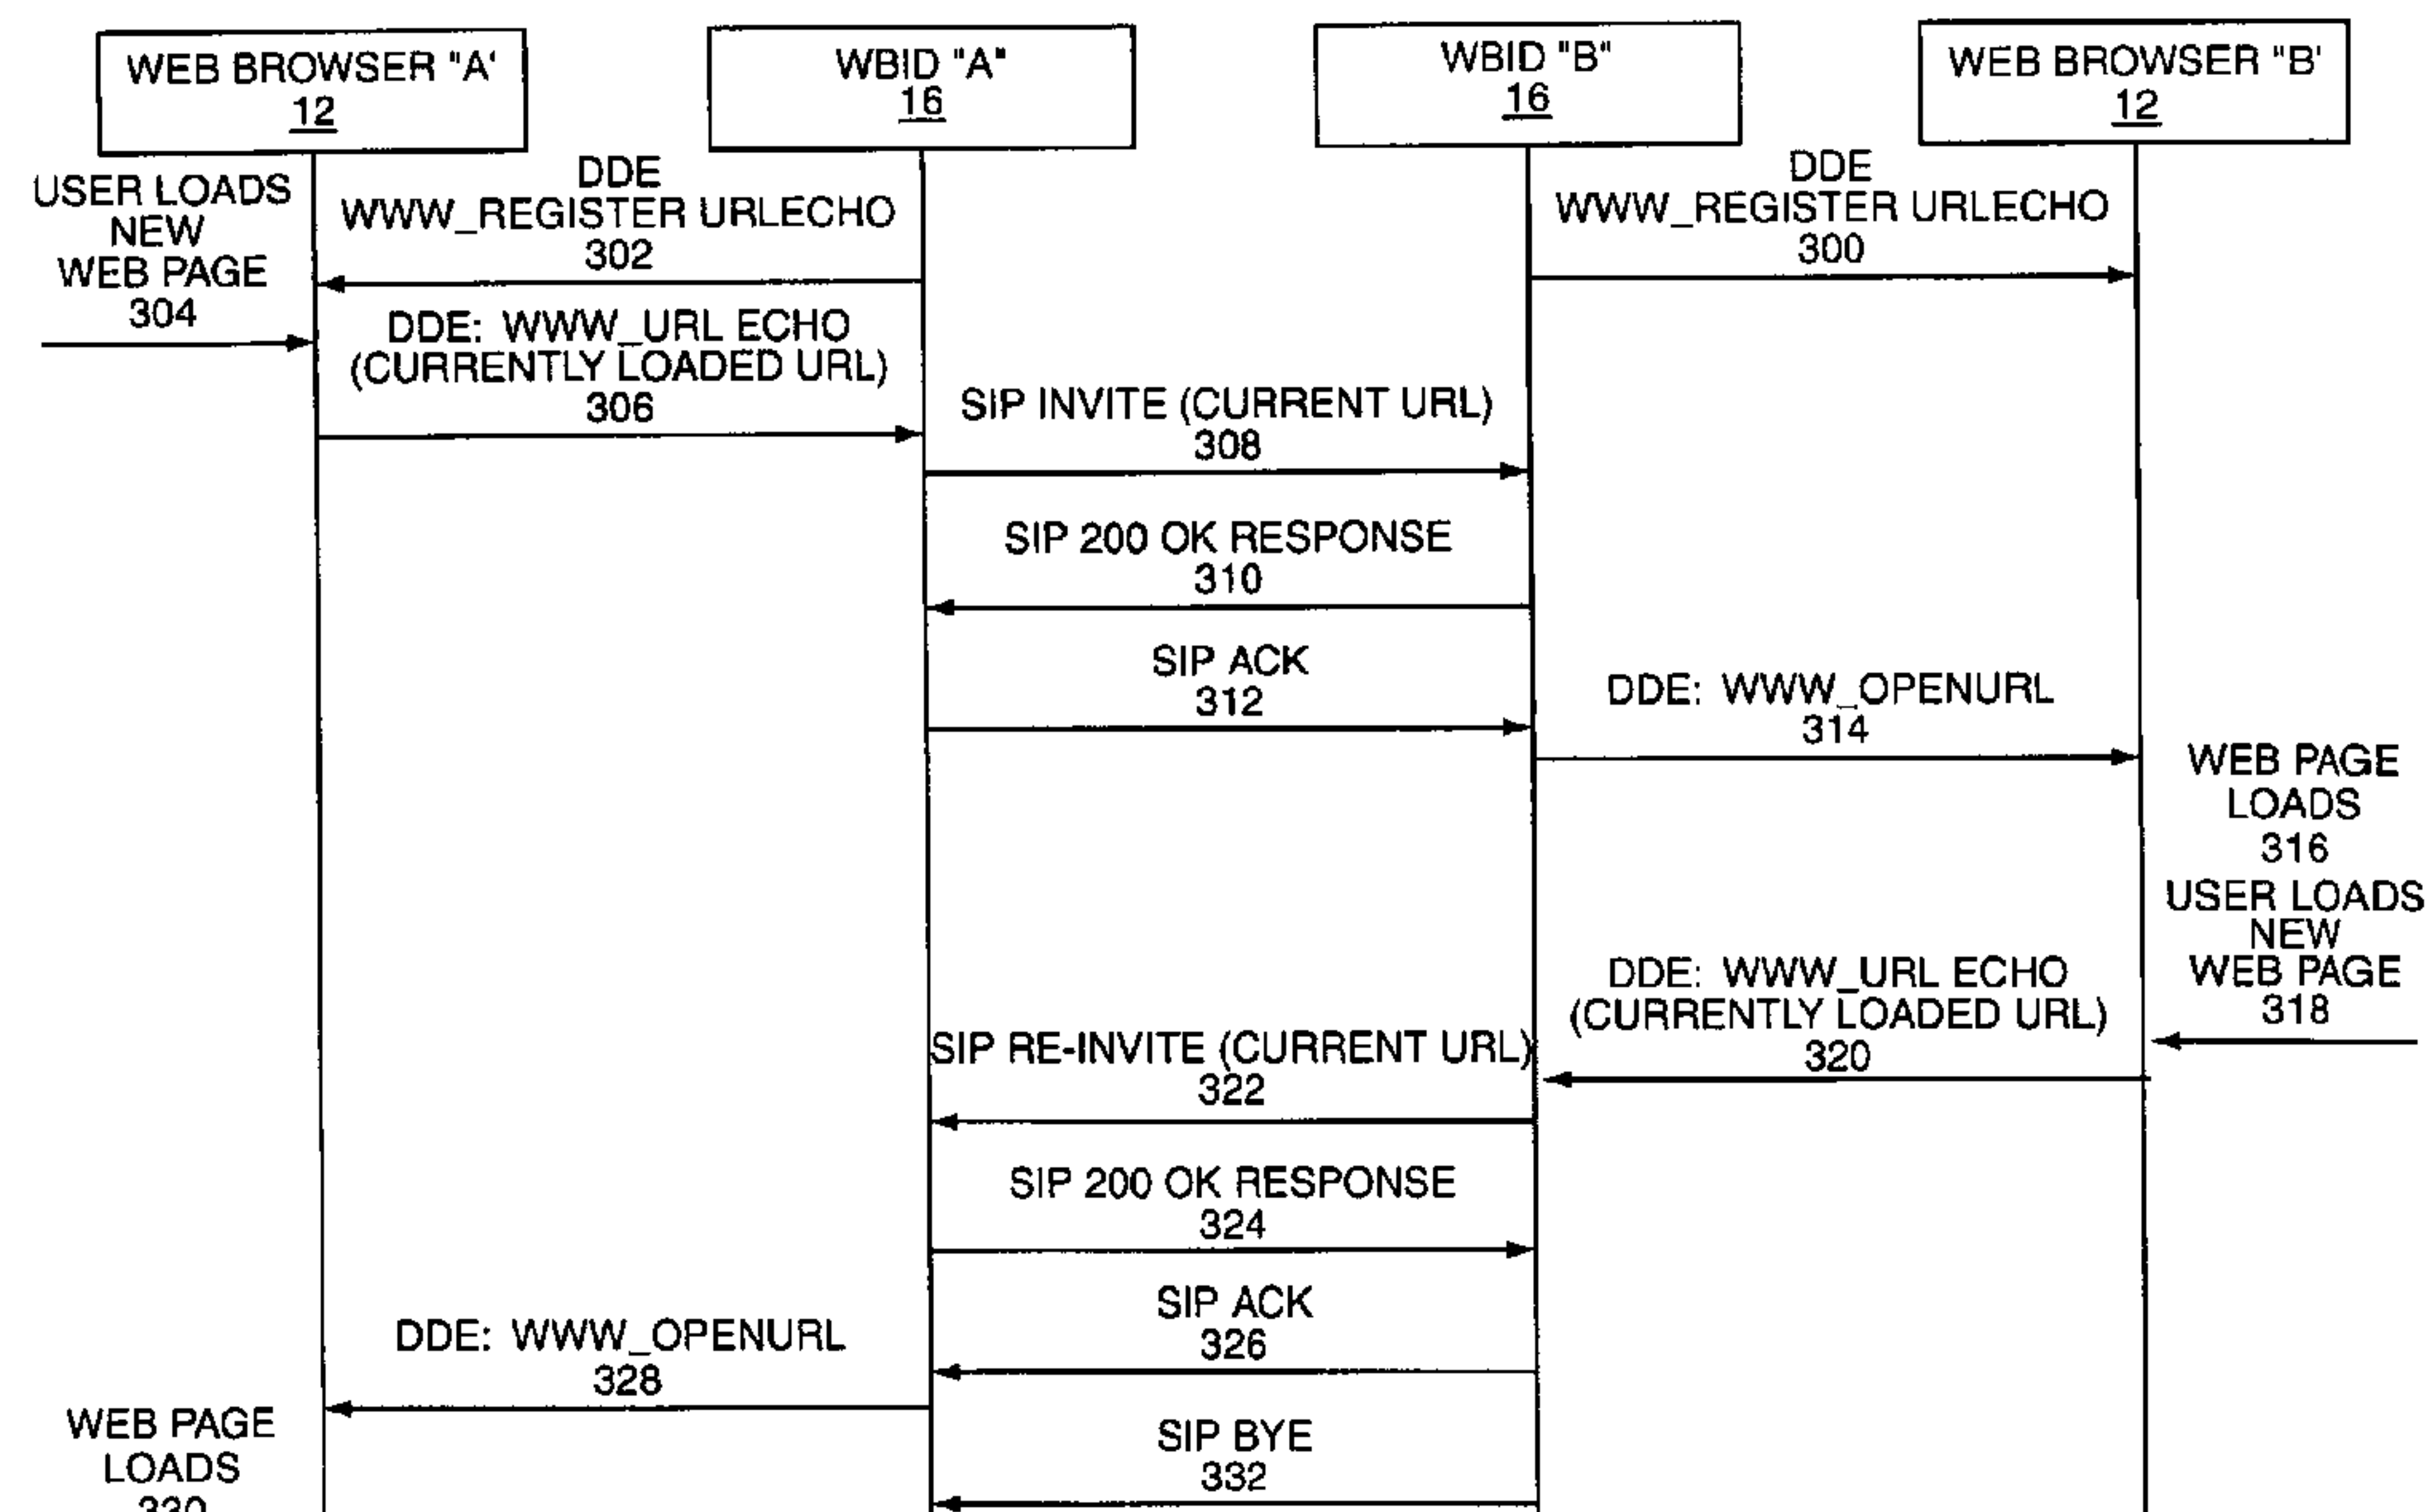 WEB BROWSER "A'
12
WBID "A"
16
WBID "B"
16
WEB BROWSER "B'
12
DDE
WWW_REGISTER URLECHO
300
DDE
WWW_REGISTER URLECHO
302
USER LOADS
NEW
WEB PAGE
304
DDE: WWW_URL ECHO
(CURRENTLY LOADED URL)
306
SIP INVITE (CURRENT URL)
308
SIP 200 OK RESPONSE
310
SIP ACK
312
DDE: WWW_OPENURL
314
WEB PAGE
LOADS
316
USER LOADS
NEW
WEB PAGE
318
DDE: WWW_URL ECHO
(CURRENTLY LOADED URL)
320
SIP RE-INVITE (CURRENT URL)
322
SIP 200 OK RESPONSE
324
SIP ACK
326
DDE: WWW_OPENURL
328
WEB PAGE
LOADS
330
SIP BYE
332